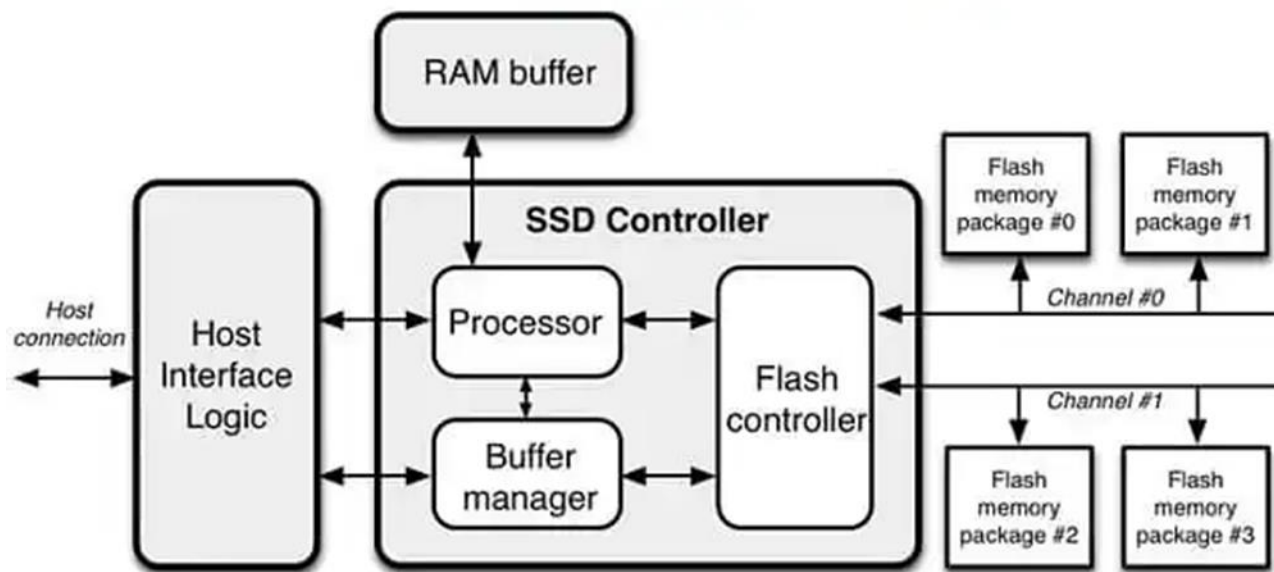 RAM buffer
SSD Controller
Host
connection
Host
Interface
Logic
Processor
Buffer
manager
Flash
controller
Flash
memory
package #0
Flash
memory
package #1
Channel #0
Channel #1
Flash
memory
package #2
Flash
memory
package #3